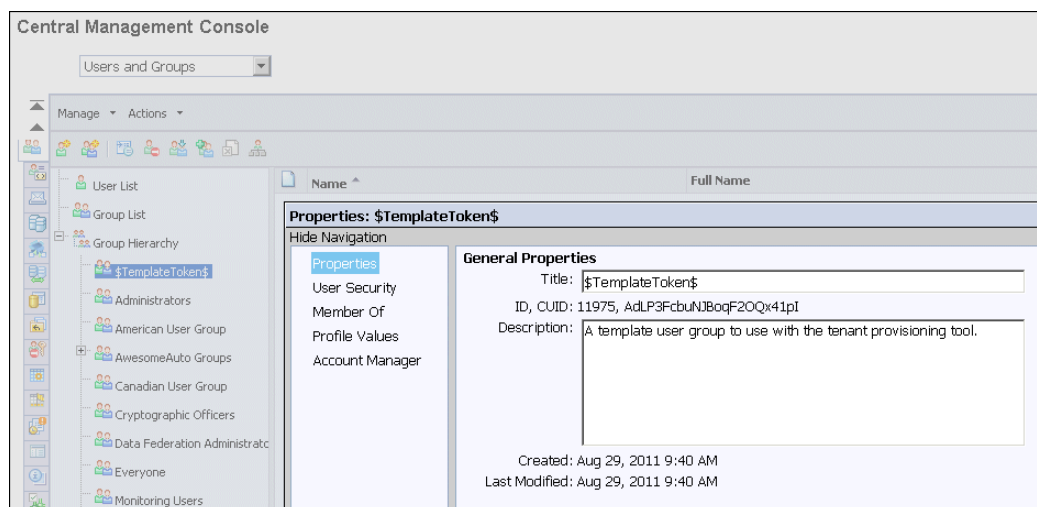 Central Management Console
Users and Groups
Manage Actions
Name Full Name
User List
Group List
Group Hierarchy
$TemplateToken$
Administrators
American User Group
AwesomeAuto Groups
Canadian User Group
Cryptographic Officers
Data Federation Administratc
Everyone
Monitoring Users
Properties: $TemplateToken$
Hide Navigation
Properties
User Security
Member Of
Profile Values
Account Manager
General Properties
Title: $TemplateToken$
ID, CUID: 11975, AdLP3FcbuNJBoqF2OQx41pI
Description: A template user group to use with the tenant provisioning tool.
Created: Aug 29, 2011 9:40 AM
Last Modified: Aug 29, 2011 9:40 AM